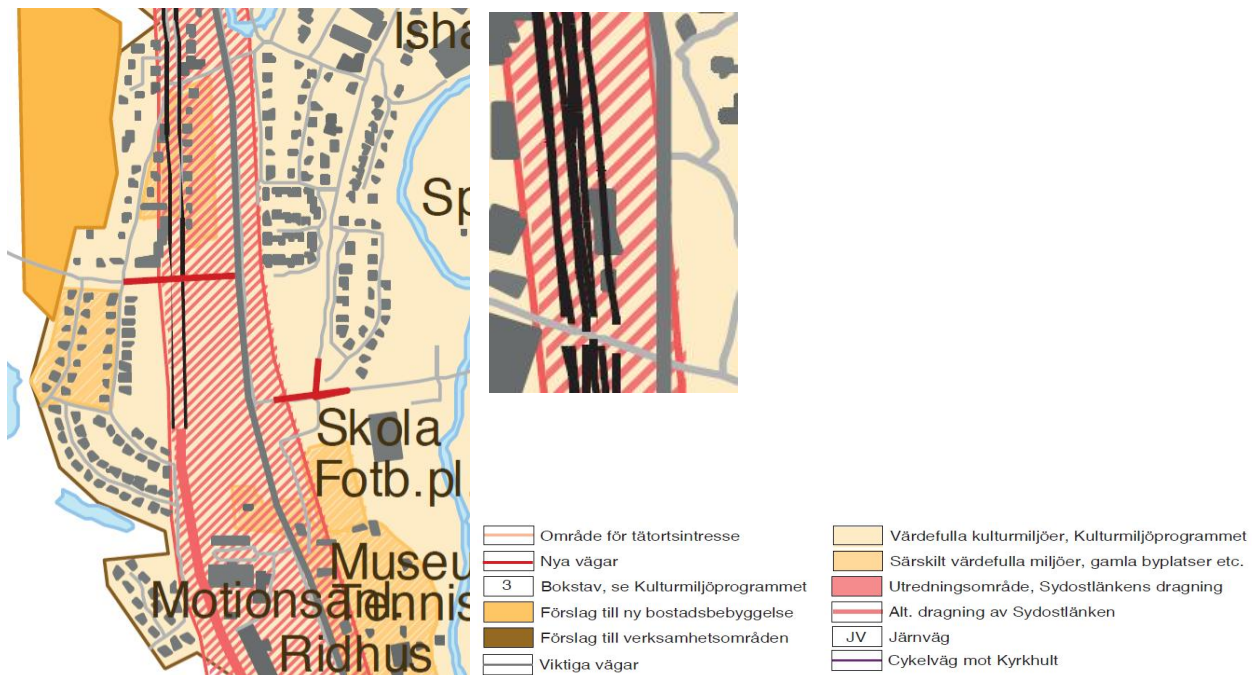 Isha
Sp
Skola
Fotb.pl.
Museu
Motionsanl. Tennis
Ridhus
Område för tätortsintresse
Nya vägar
3 Bokstav, se Kulturmiljöprogrammet
Förslag till ny bostadsbebyggelse
Förslag till verksamhetsområden
Viktiga vägar
Värdefulla kulturmiljöer, Kulturmiljöprogrammet
Särskilt värdefulla miljöer, gamla byplatser etc.
Utredningsområde, Sydostlänkens dragning
Alt. dragning av Sydostlänken
JV Järnväg
Cykelväg mot Kyrkhult